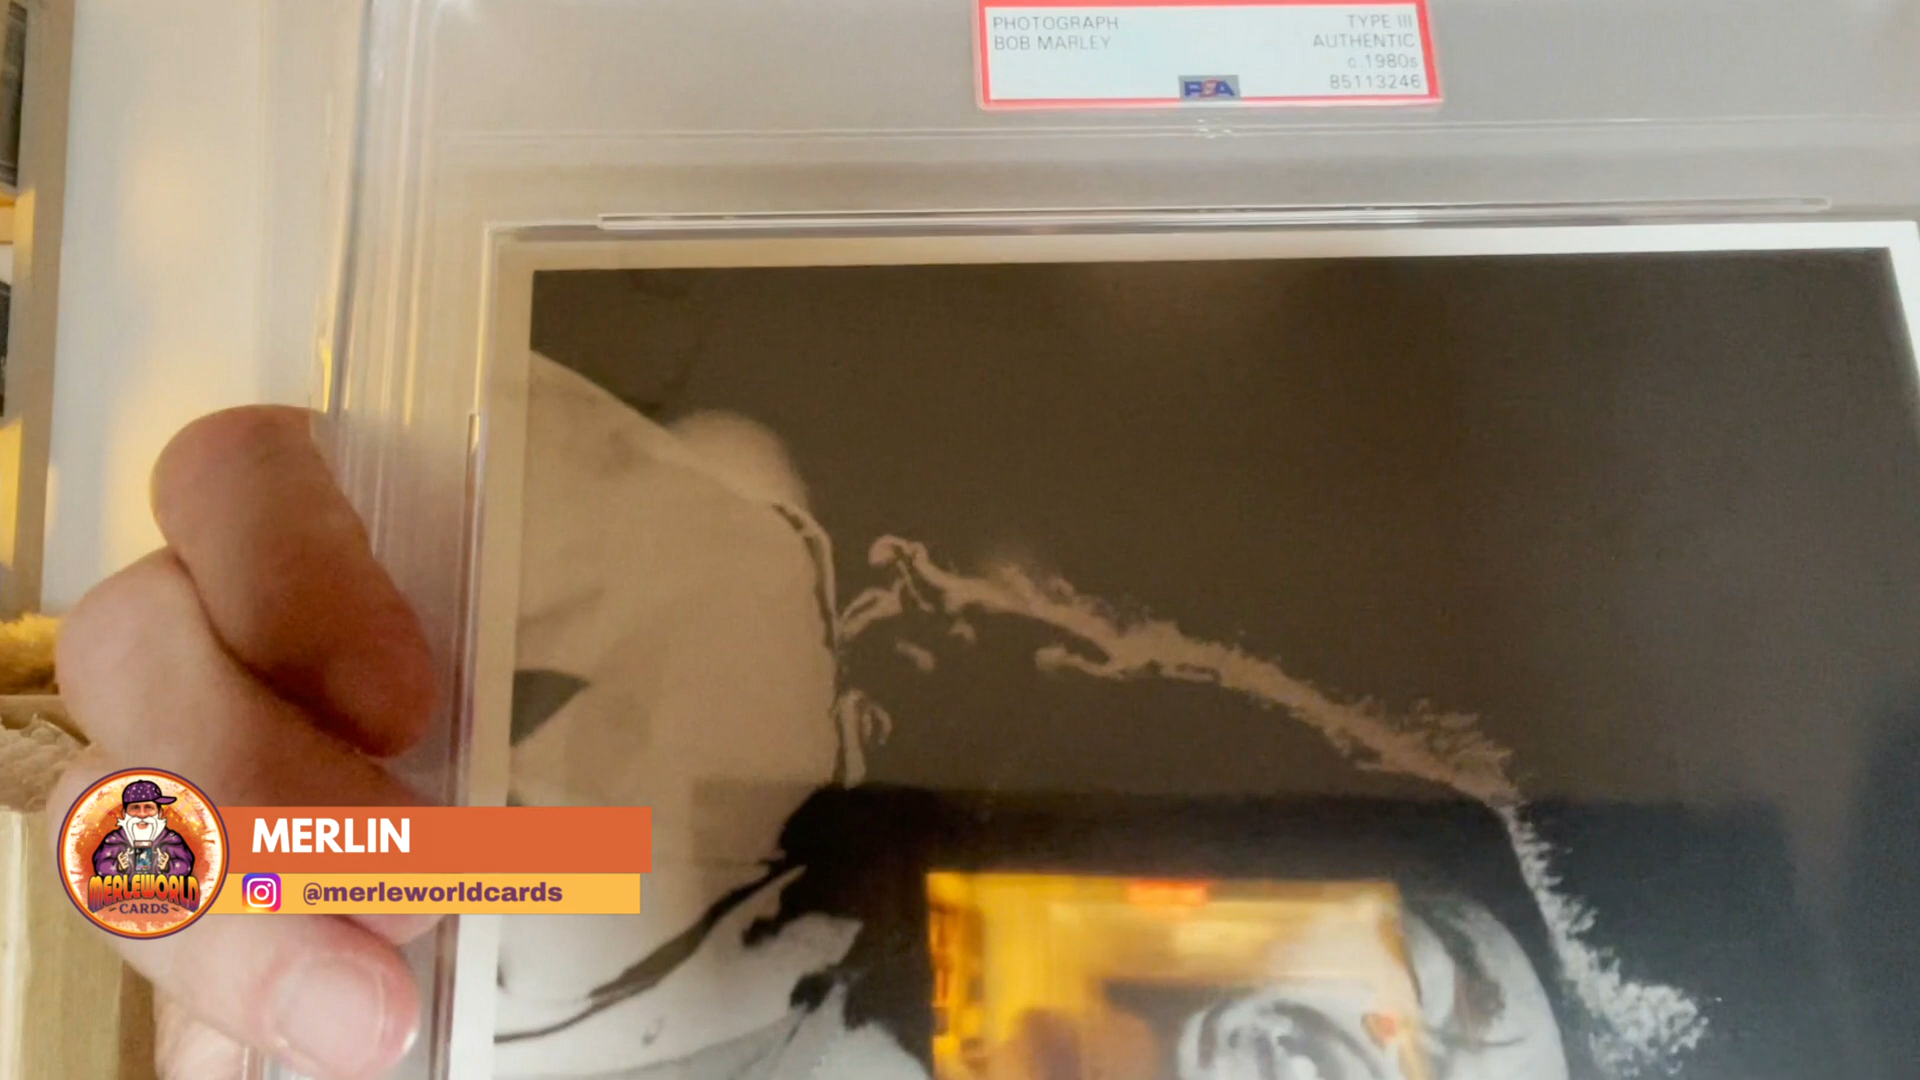 PHOTOGRAPH
BOB MARLEY
TYPE III
AUTHENTIC
c.1980s
85113246
PSA
MERLIN
@merleworldcards
MERLEWORLD
CARDS